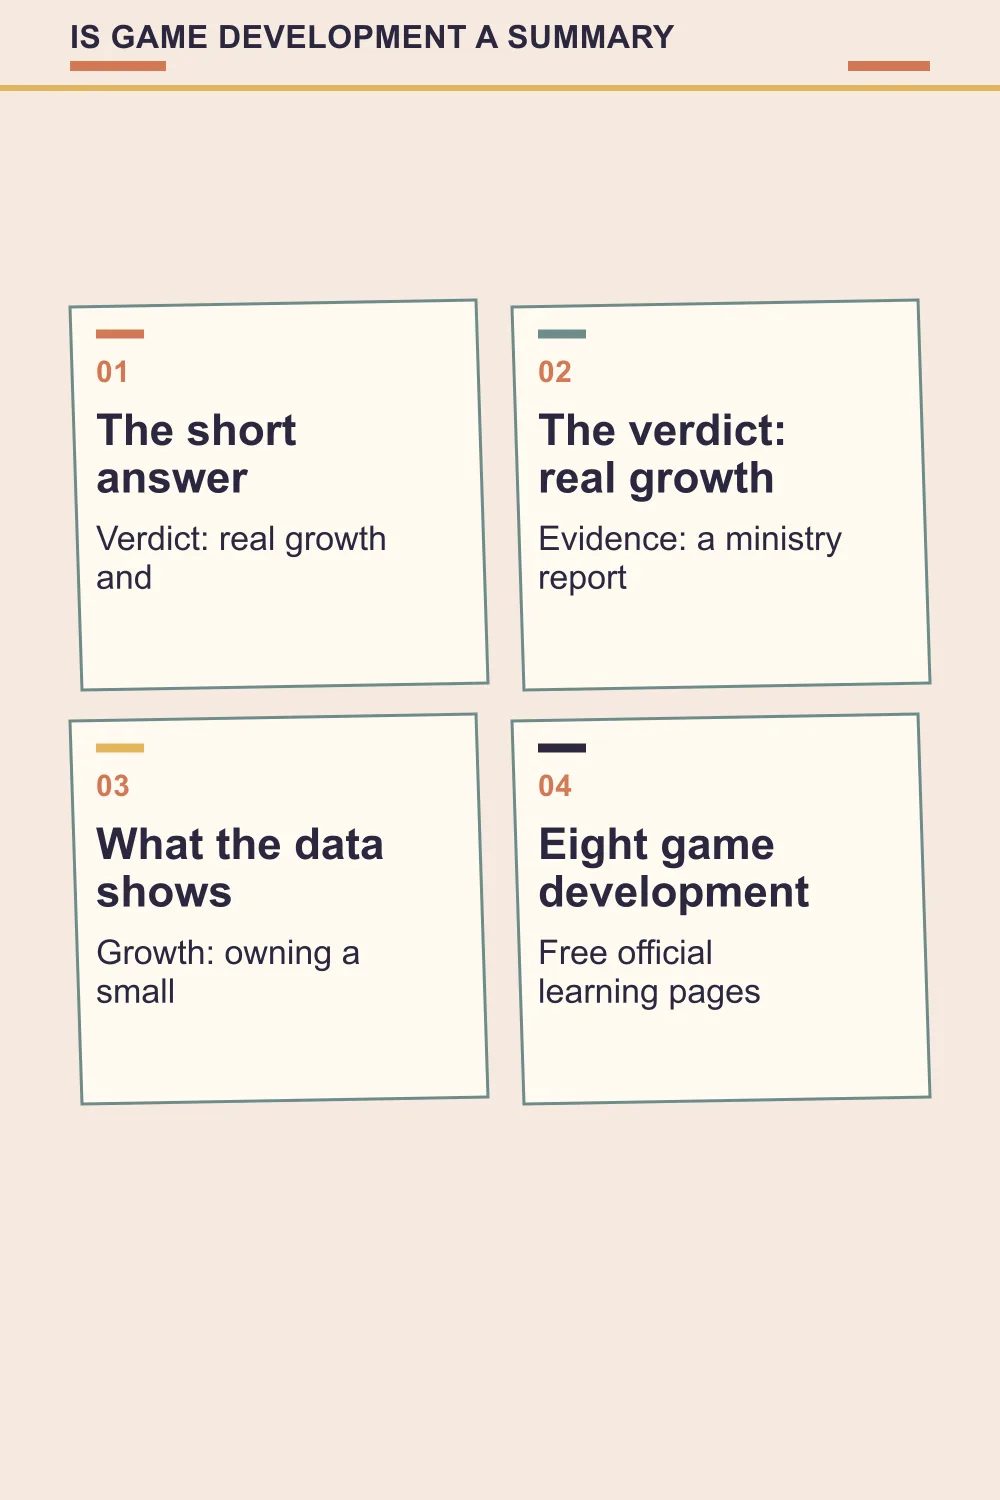 IS GAME DEVELOPMENT A SUMMARY
01
The short
answer
Verdict: real growth
and
02
The verdict:
real growth
Evidence: a ministry
report
03
What the data
shows
Growth: owning a
small
04
Eight game
development
Free official
learning pages